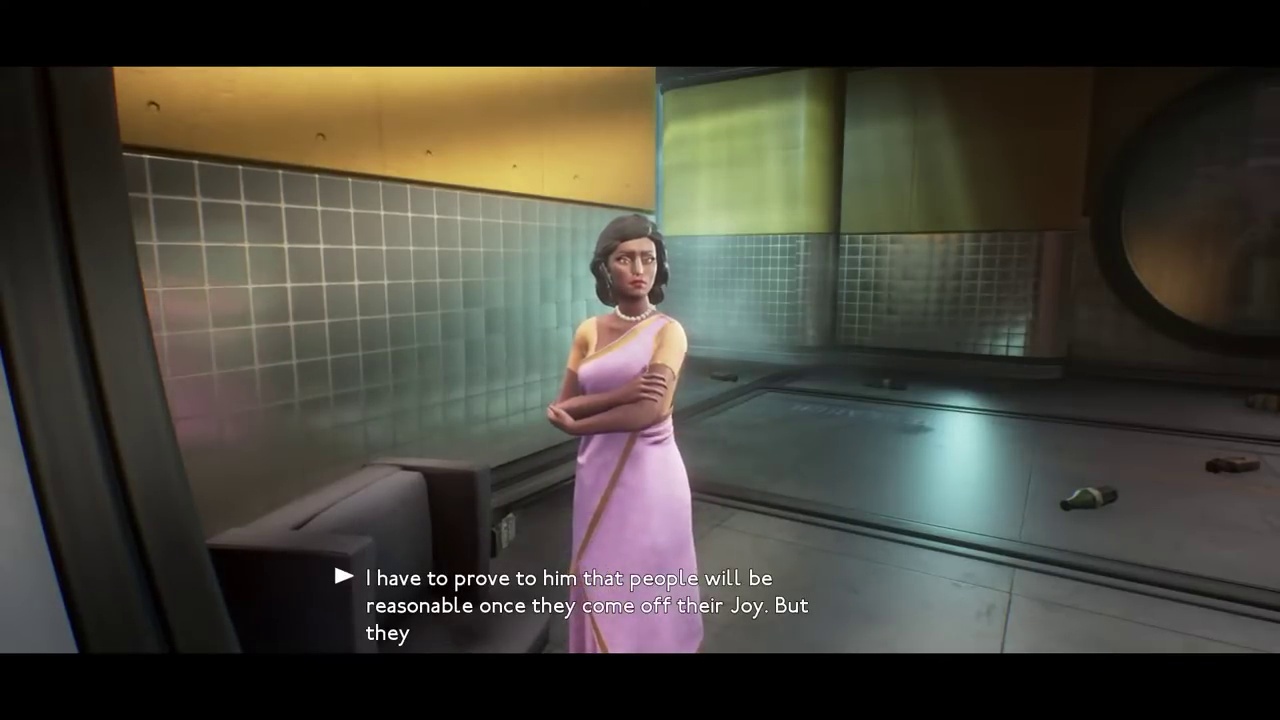 I have to prove to him that people will be
reasonable once they come off their Joy. But
they